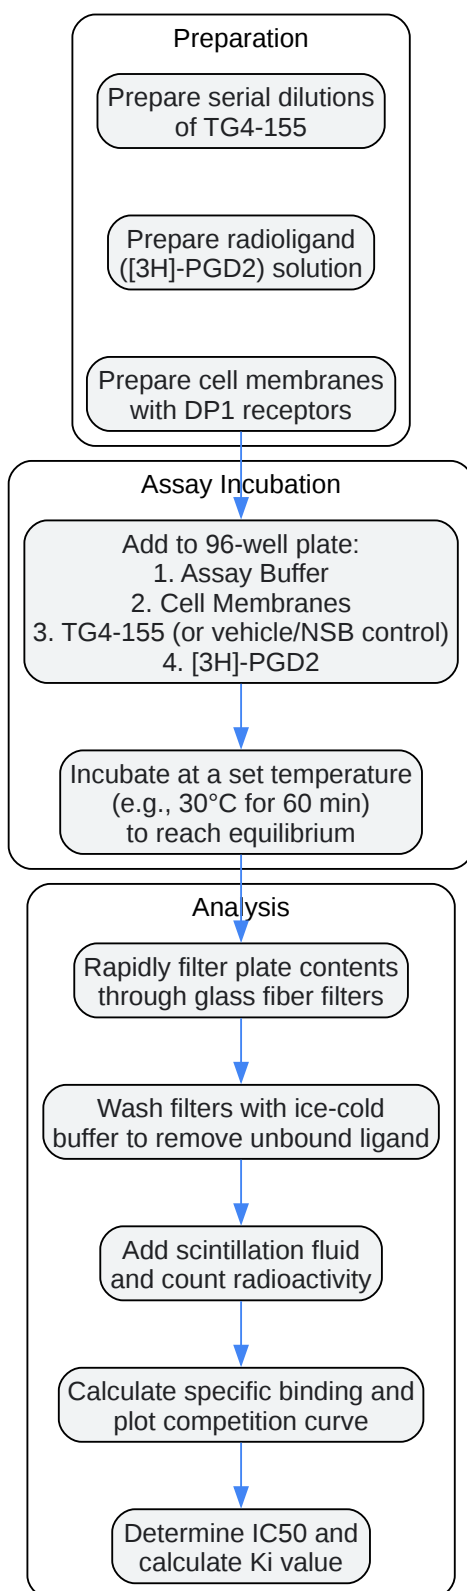 Preparation
Prepare serial dilutions
of TG4-155
Prepare radioligand
([3H]-PGD2) solution
Prepare cell membranes
with DP1 receptors
Assay Incubation
Add to 96-well plate:
1. Assay Buffer
2. Cell Membranes
3. TG4-155 (or vehicle/NSB control)
4. [3H]-PGD2
Incubate at a set temperature
(e.g., 30°C for 60 min)
to reach equilibrium
Analysis
Rapidly filter plate contents
through glass fiber filters
Wash filters with ice-cold
buffer to remove unbound ligand
Add scintillation fluid
and count radioactivity
Calculate specific binding and
plot competition curve
Determine IC50 and
calculate Ki value